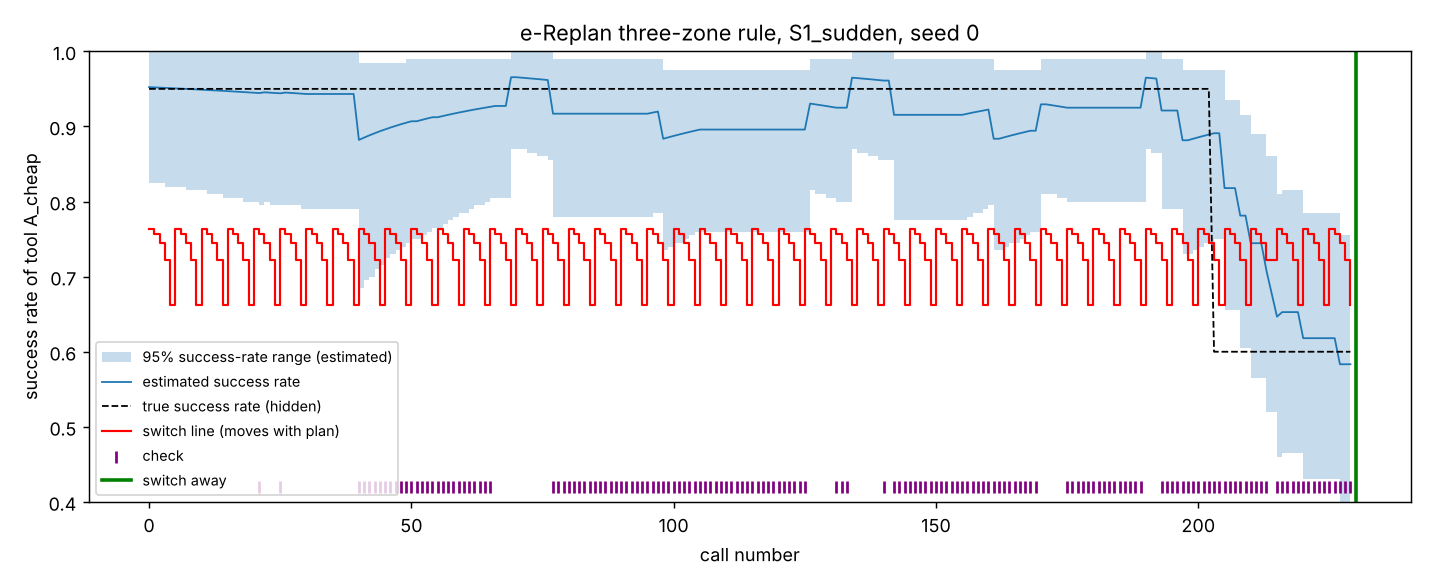 e-Replan three-zone rule, S1_sudden, seed 0
success rate of tool A_cheap
1.0
0.9
0.8
0.7
0.6
0.5
0.4
95% success-rate range (estimated)
estimated success rate
true success rate (hidden)
switch line (moves with plan)
check
switch away
0
50
100
150
200
call number